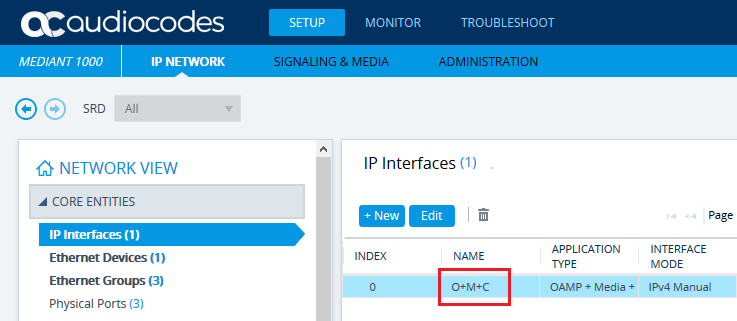 audiocodes SETUP MONITOR TROUBLESHOOT
MEDIANT 1000 IP NETWORK SIGNALING & MEDIA ADMINISTRATION
SRD All
NETWORK VIEW
CORE ENTITIES
IP Interfaces (1)
Ethernet Devices (1)
Ethernet Groups (3)
Physical Ports (3)
IP Interfaces (1)
+ New Edit Page
INDEX NAME APPLICATION TYPE INTERFACE MODE
0 O+M+C OAMP + Media + IPv4 Manual